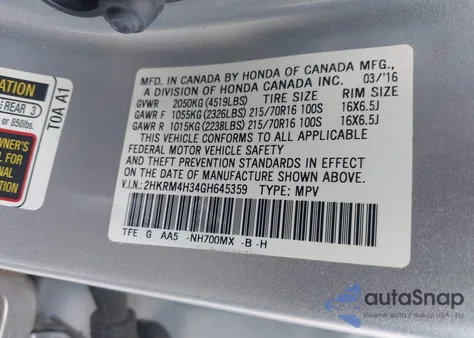 MFD. IN CANADA BY HONDA OF CANADA MFG.,
A DIVISION OF HONDA CANADA INC. 03/'16
GVWR 2050KG (4519LBS) TIRE SIZE RIM SIZE
GAWR F 1055KG (2326LBS) 215/70R16 100S 16X6.5J
GAWR R 1015KG (2238LBS) 215/70R16 100S 16X6.5J
THIS VEHICLE CONFORMS TO ALL APPLICABLE
FEDERAL MOTOR VEHICLE SAFETY
AND THEFT PREVENTION STANDARDS IN EFFECT ON
THE DATE OF MANUFACTURE SHOWN ABOVE.
V.I.N.: 2HKRM4H34GH645359 TYPE: MPV
TFE G AA5 -NH700MX -B -H
REAR 3
or 850lbs.
L FOR
T0A A1
autoSnap